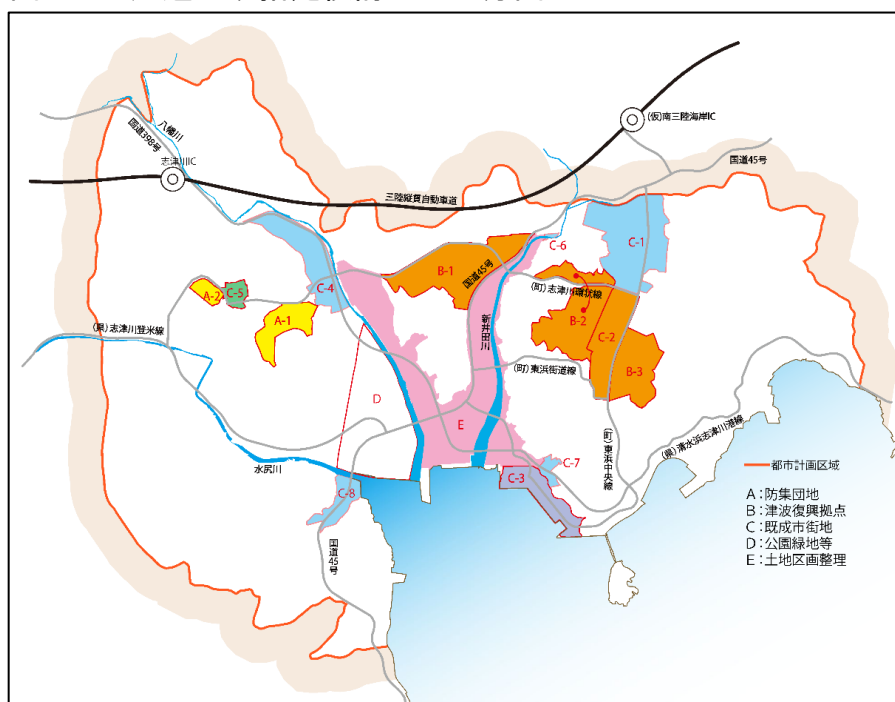 (仮)南三陸海岸IC
八幡川
国道398号
国道45号
志津川IC
三陸縦貫自動車道
C-6
C-1
B-1
国道45号
C-4
(町)志津川環状線
A-2
C-5
A-1
新井田川
B-2
C-2
(県)志津川登米線
(町)東浜街道線
B-3
D
E
(町)東浜中央線
(県)清水浜志津川港線
水尻川
C-7
C-3
C-8
国道45号
都市計画区域
A:防集団地
B:津波復興拠点
C:既成市街地
D:公園緑地等
E:土地区画整理